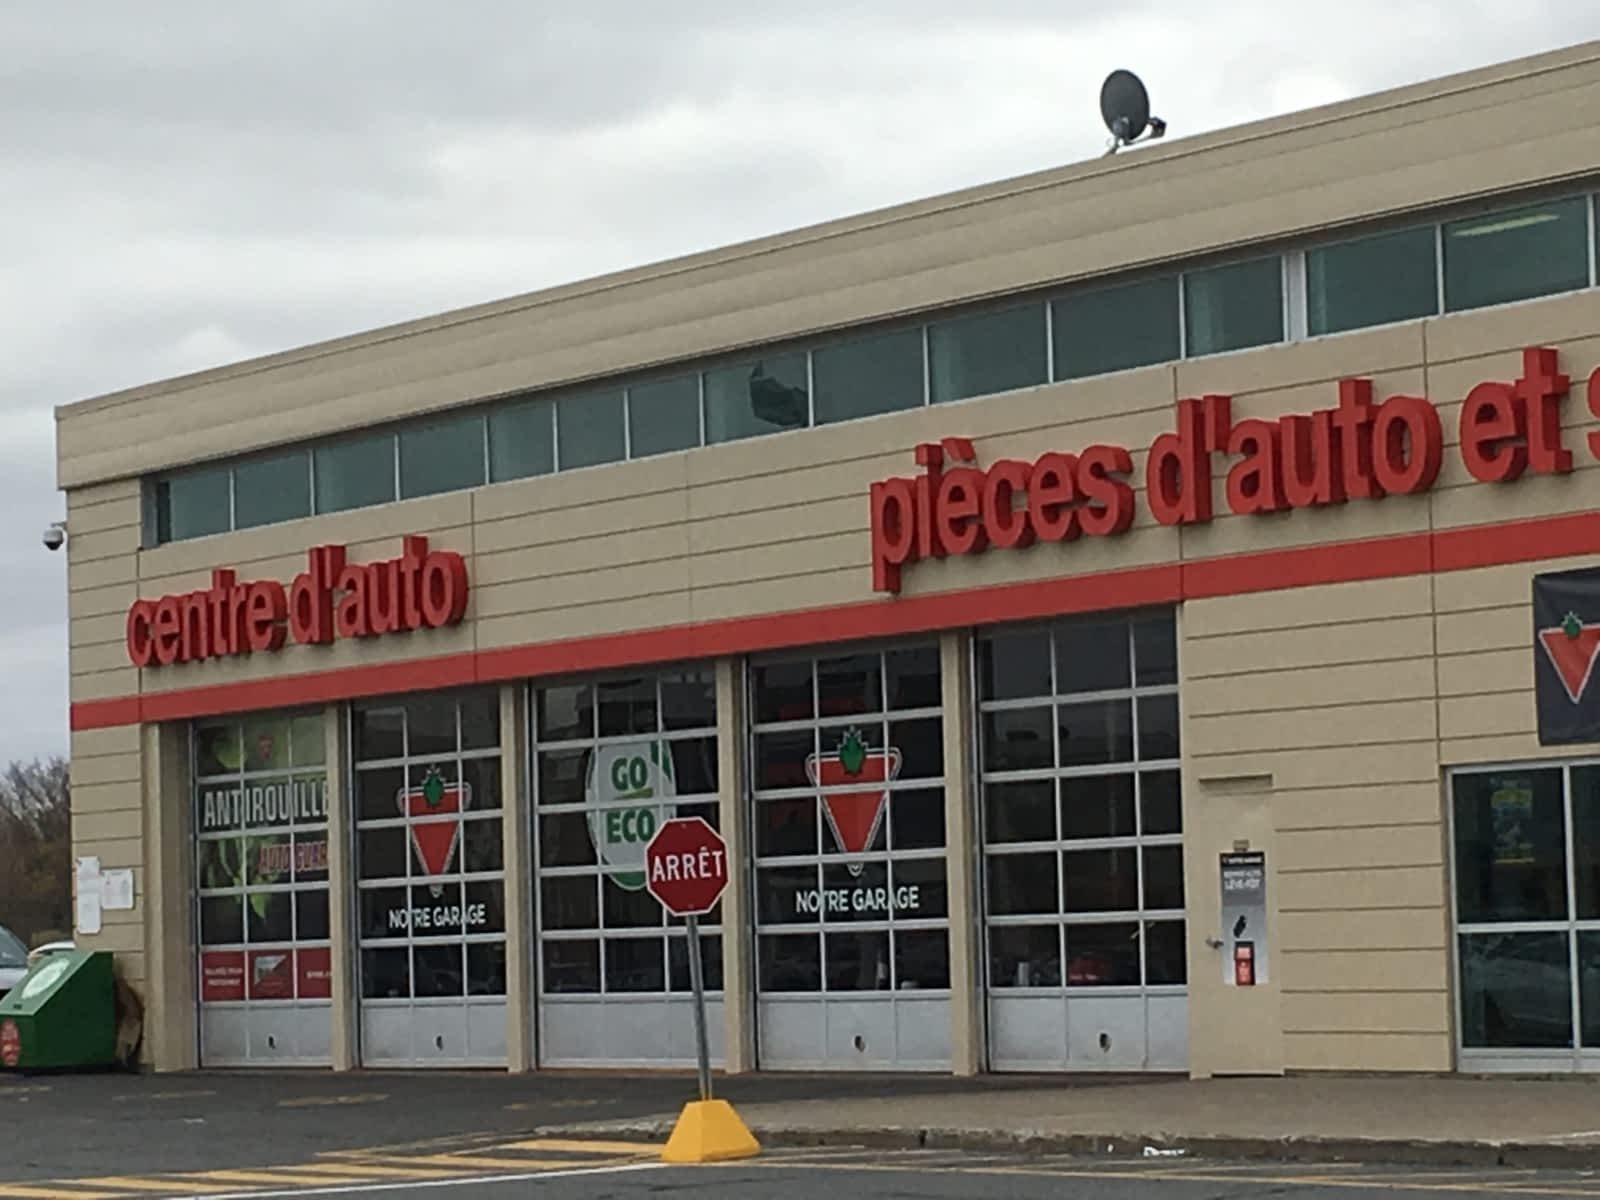 pièces d'auto et s
centre d'auto
ANTIROUILLE
NOTRE GARAGE
GO
ECO
ARRÊT
NOTRE GARAGE